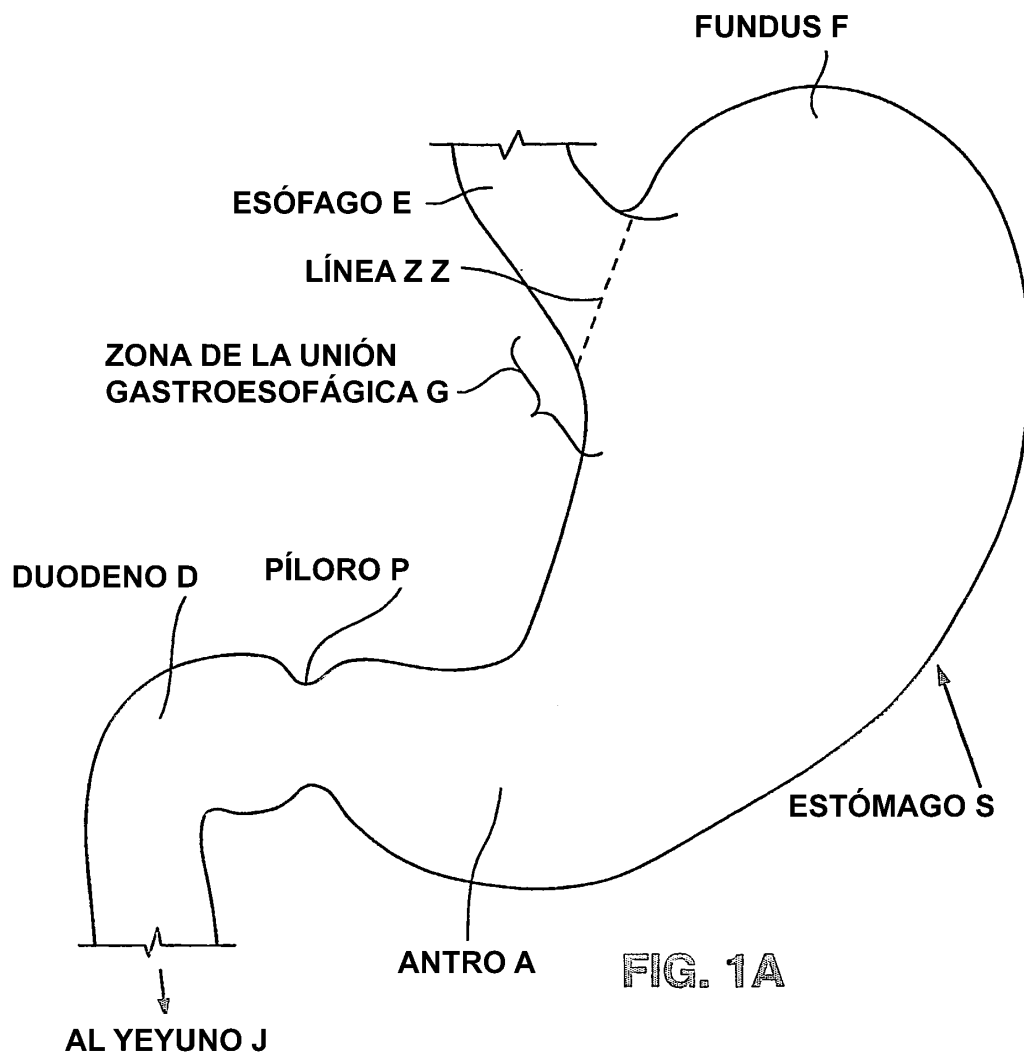 FUNDUS F
ESÓFAGO E
LÍNEA Z Z
ZONA DE LA UNIÓN
GASTROESOFÁGICA G
DUODENO D
PÍLORO P
ESTÓMAGO S
ANTRO A
FIG. 1A
AL YEYUNO J